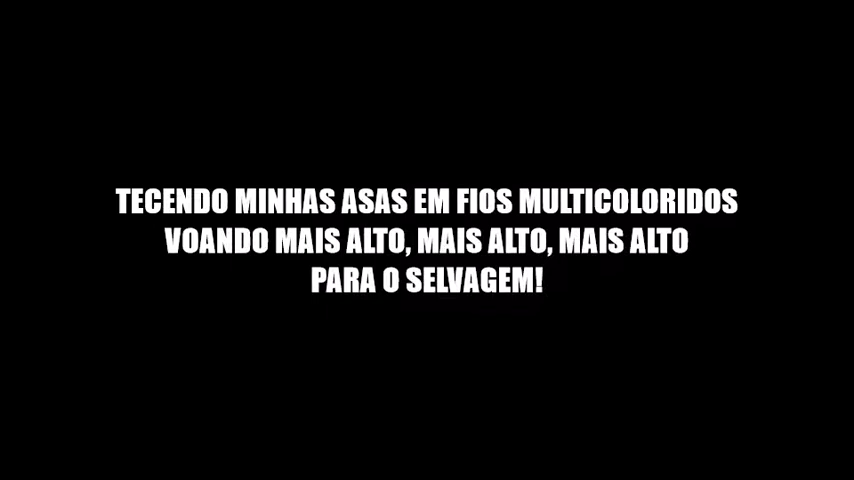 TECENDO MINHAS ASAS EM FIOS MULTICOLORIDOS
VOANDO MAIS ALTO, MAIS ALTO, MAIS ALTO
PARA O SELVAGEM!